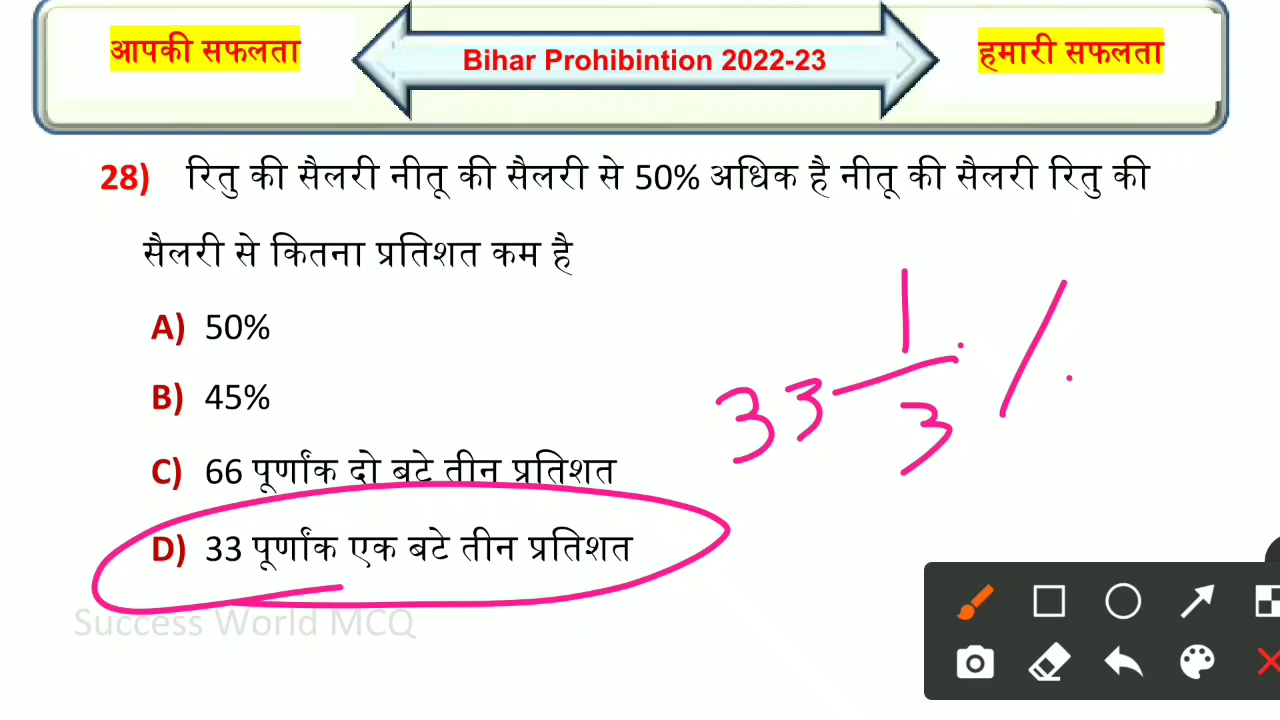 आपकी सफलता
Bihar Prohibintion 2022-23
हमारी सफलता
28) रितु की सैलरी नीतू की सैलरी से 50% अधिक है नीतू की सैलरी रितु की
सैलरी से कितना प्रतिशत कम है
A) 50%
B) 45%
C) 66 पूर्णांक दो बटे तीन प्रतिशत
D) 33 पूर्णांक एक बटे तीन प्रतिशत
33 1/3 %
Success World MCQ